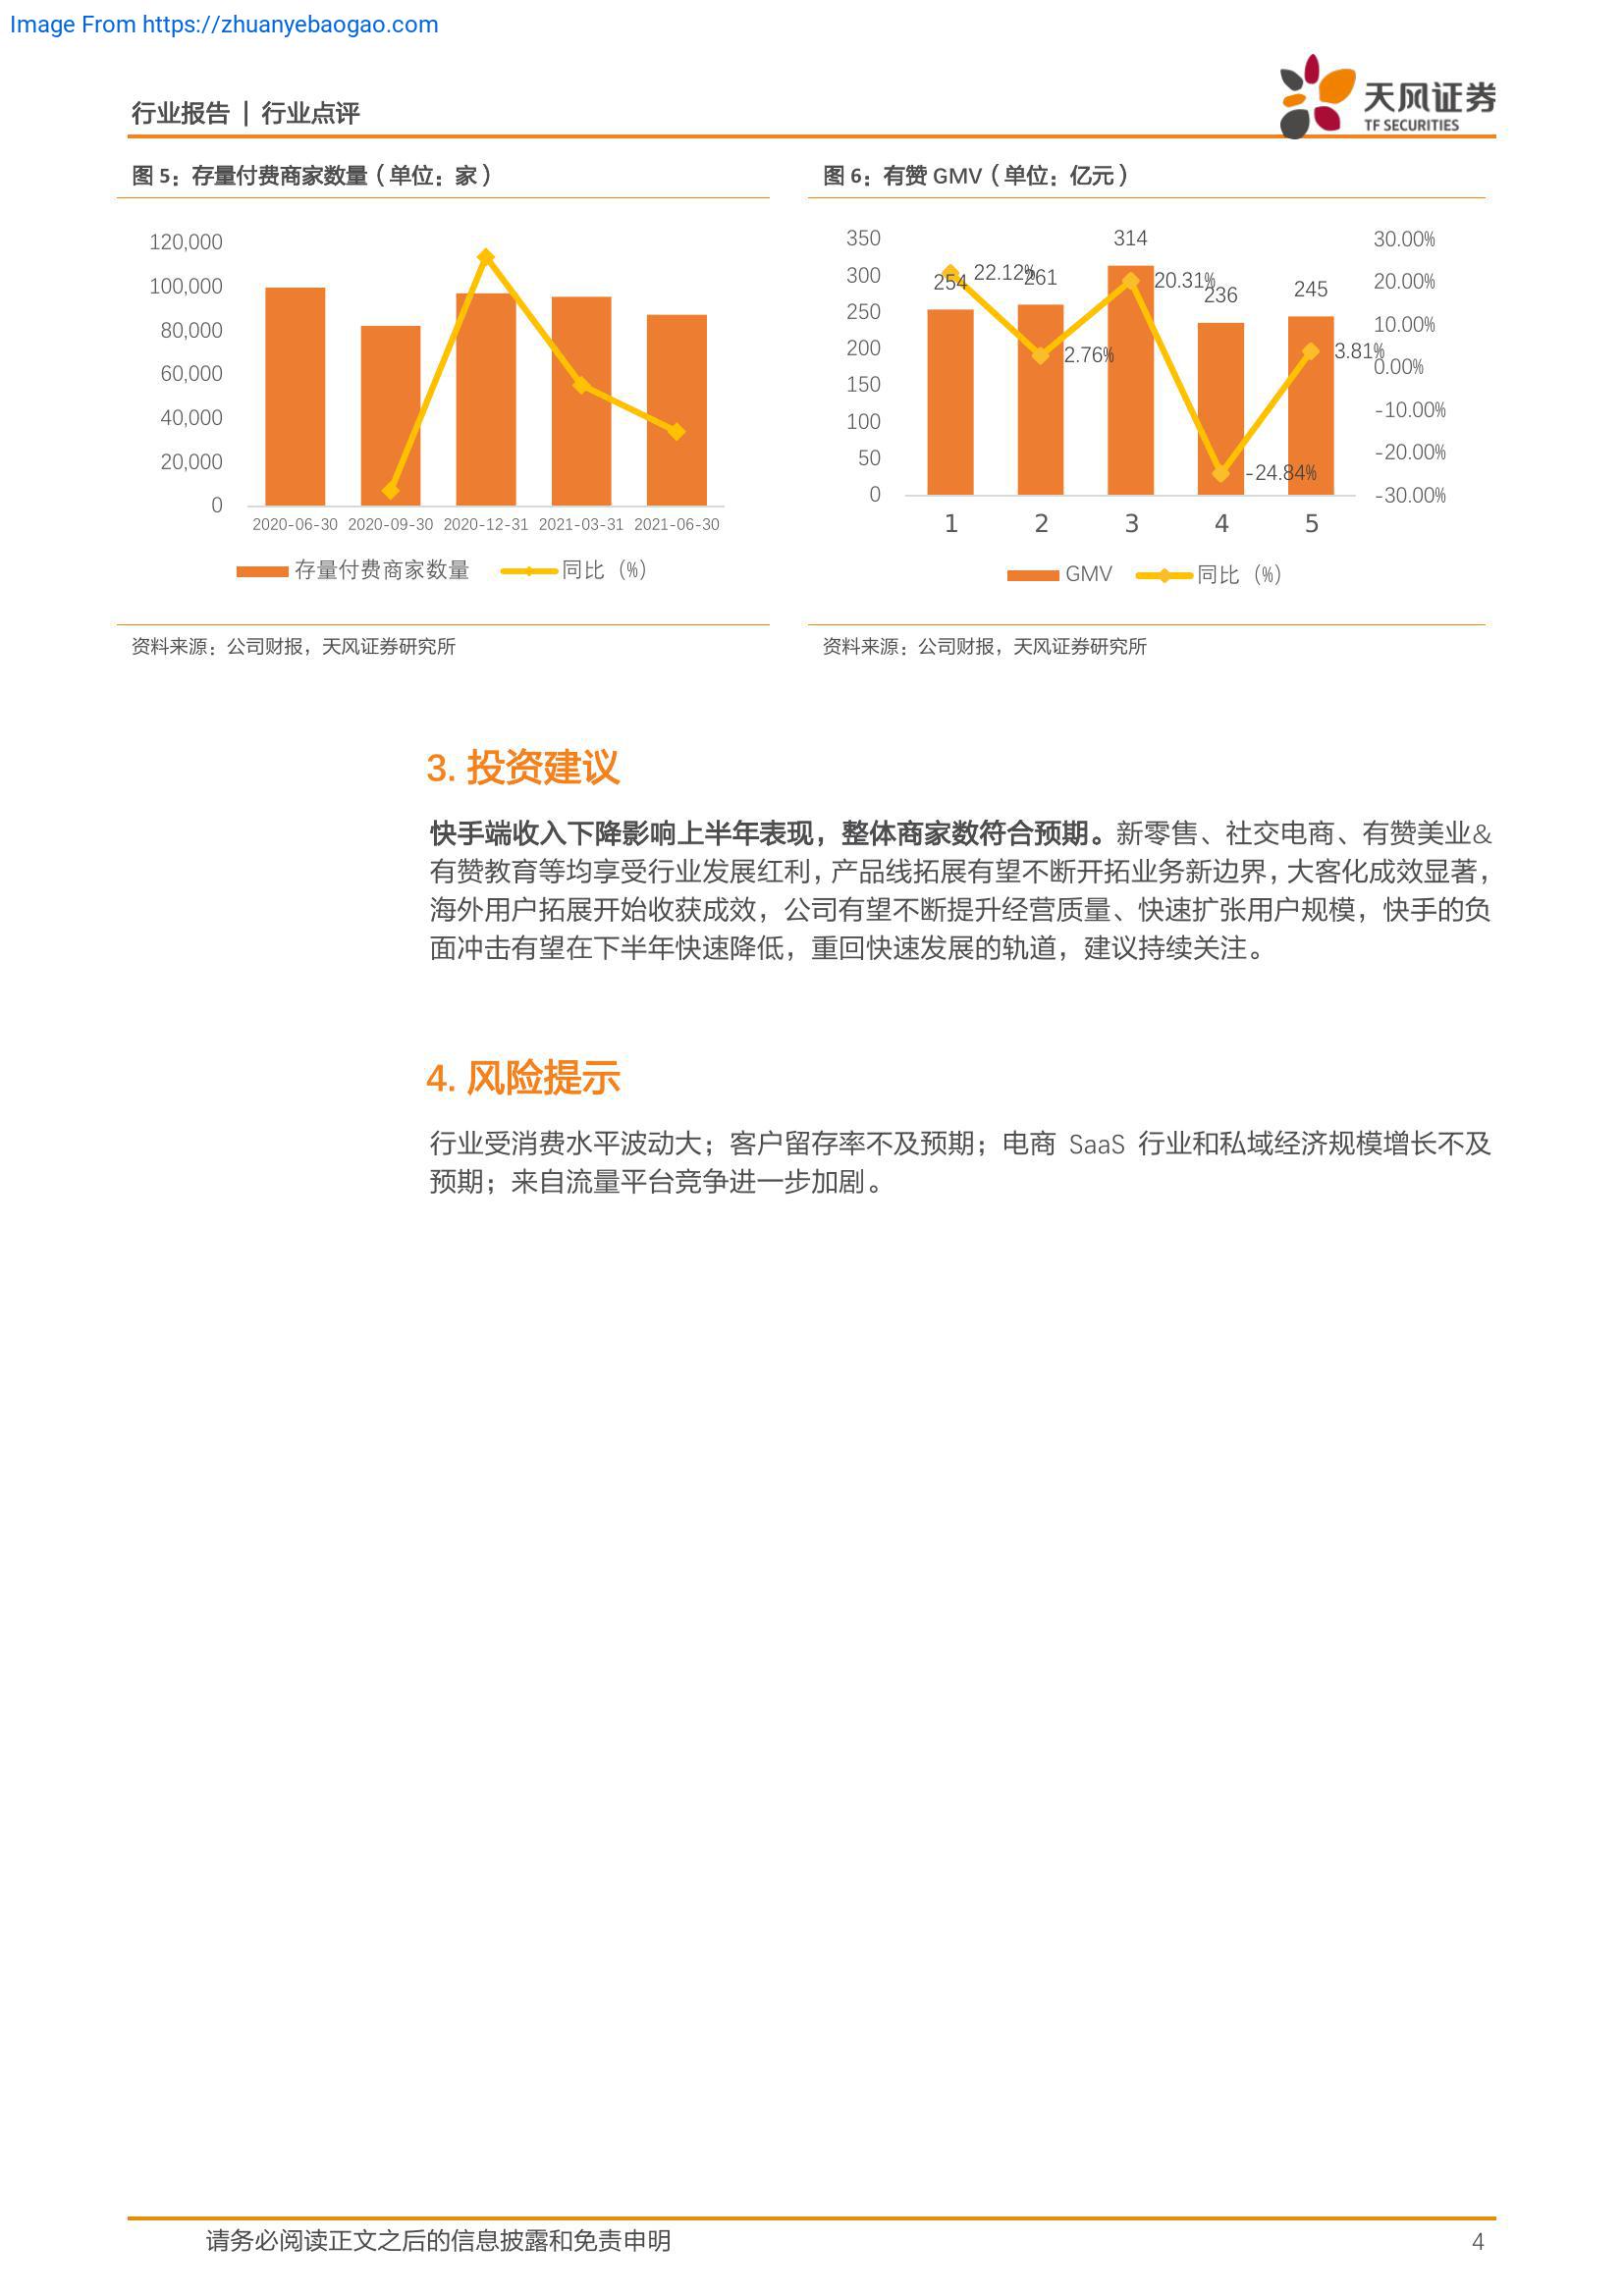 Image From https://zhuanyebaogao.com
行业报告 | 行业点评
天风证券
TF SECURITIES
图 5：存量付费商家数量（单位：家）
120,000
100,000
80,000
60,000
40,000
20,000
0
2020-06-30 2020-09-30 2020-12-31 2021-03-31 2021-06-30
存量付费商家数量 同比（%）
资料来源：公司财报，天风证券研究所
图 6：有赞 GMV（单位：亿元）
350
300
250
200
150
100
50
0
254
261
314
236
245
22.12%
2.76%
20.31%
-24.84%
3.81%
30.00%
20.00%
10.00%
0.00%
-10.00%
-20.00%
-30.00%
1 2 3 4 5
GMV 同比（%）
资料来源：公司财报，天风证券研究所
3. 投资建议
快手端收入下降影响上半年表现，整体商家数符合预期。新零售、社交电商、有赞美业&
有赞教育等均享受行业发展红利，产品线拓展有望不断开拓业务新边界，大客化成效显著，
海外用户拓展开始收获成效，公司有望不断提升经营质量、快速扩张用户规模，快手的负
面冲击有望在下半年快速降低，重回快速发展的轨道，建议持续关注。
4. 风险提示
行业受消费水平波动大；客户留存率不及预期；电商 SaaS 行业和私域经济规模增长不及
预期；来自流量平台竞争进一步加剧。
请务必阅读正文之后的信息披露和免责申明
4